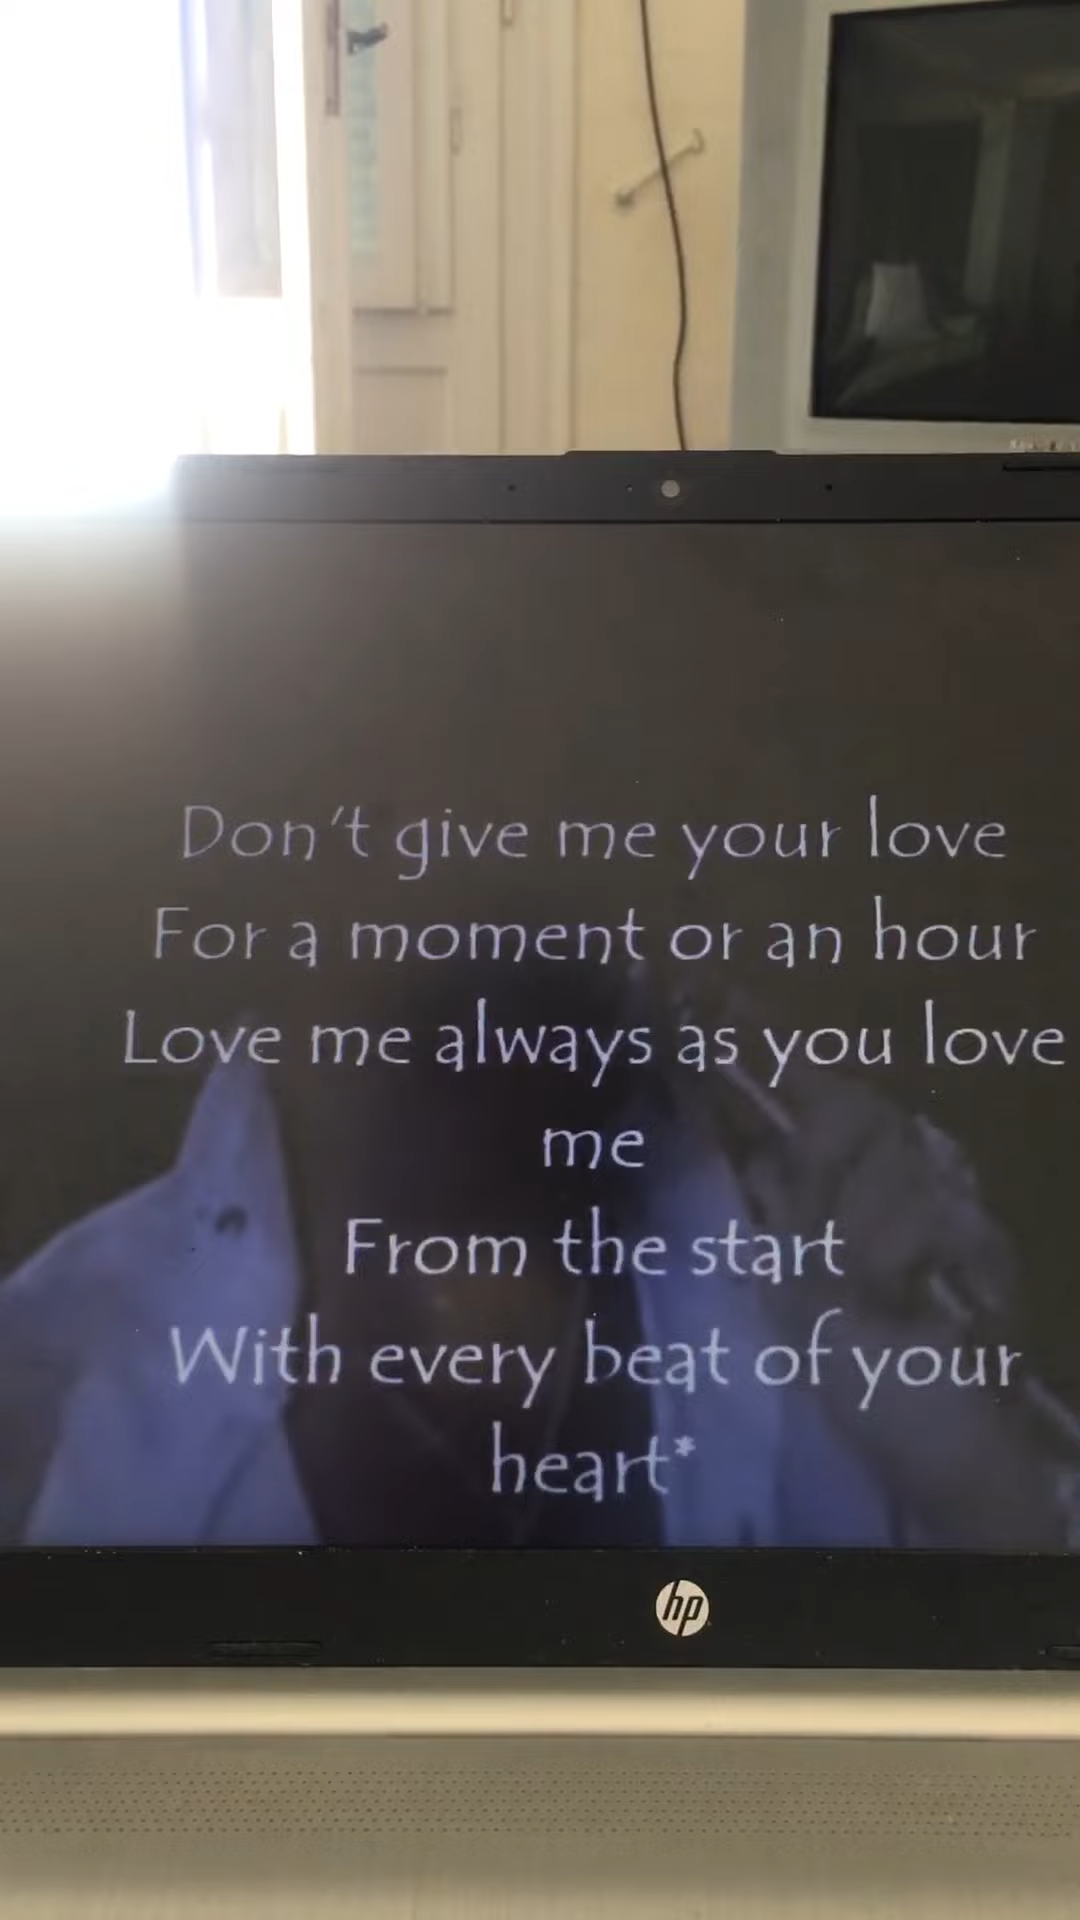 Don't give me your love
For a moment or an hour
Love me always as you love
me
From the start
With every beat of your
heart*
hp